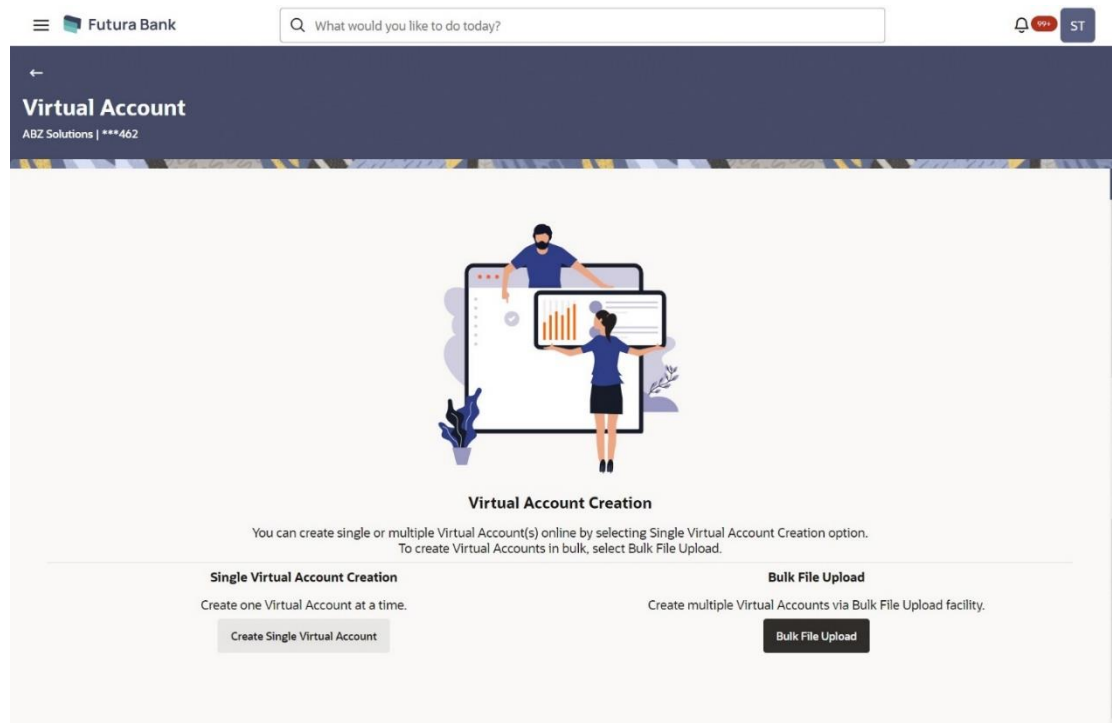 Futura Bank
What would you like to do today?
99+
ST
Virtual Account
ABZ Solutions | ***462
Virtual Account Creation
You can create single or multiple Virtual Account(s) online by selecting Single Virtual Account Creation option.
To create Virtual Accounts in bulk, select Bulk File Upload.
Single Virtual Account Creation
Create one Virtual Account at a time.
Create Single Virtual Account
Bulk File Upload
Create multiple Virtual Accounts via Bulk File Upload facility.
Bulk File Upload